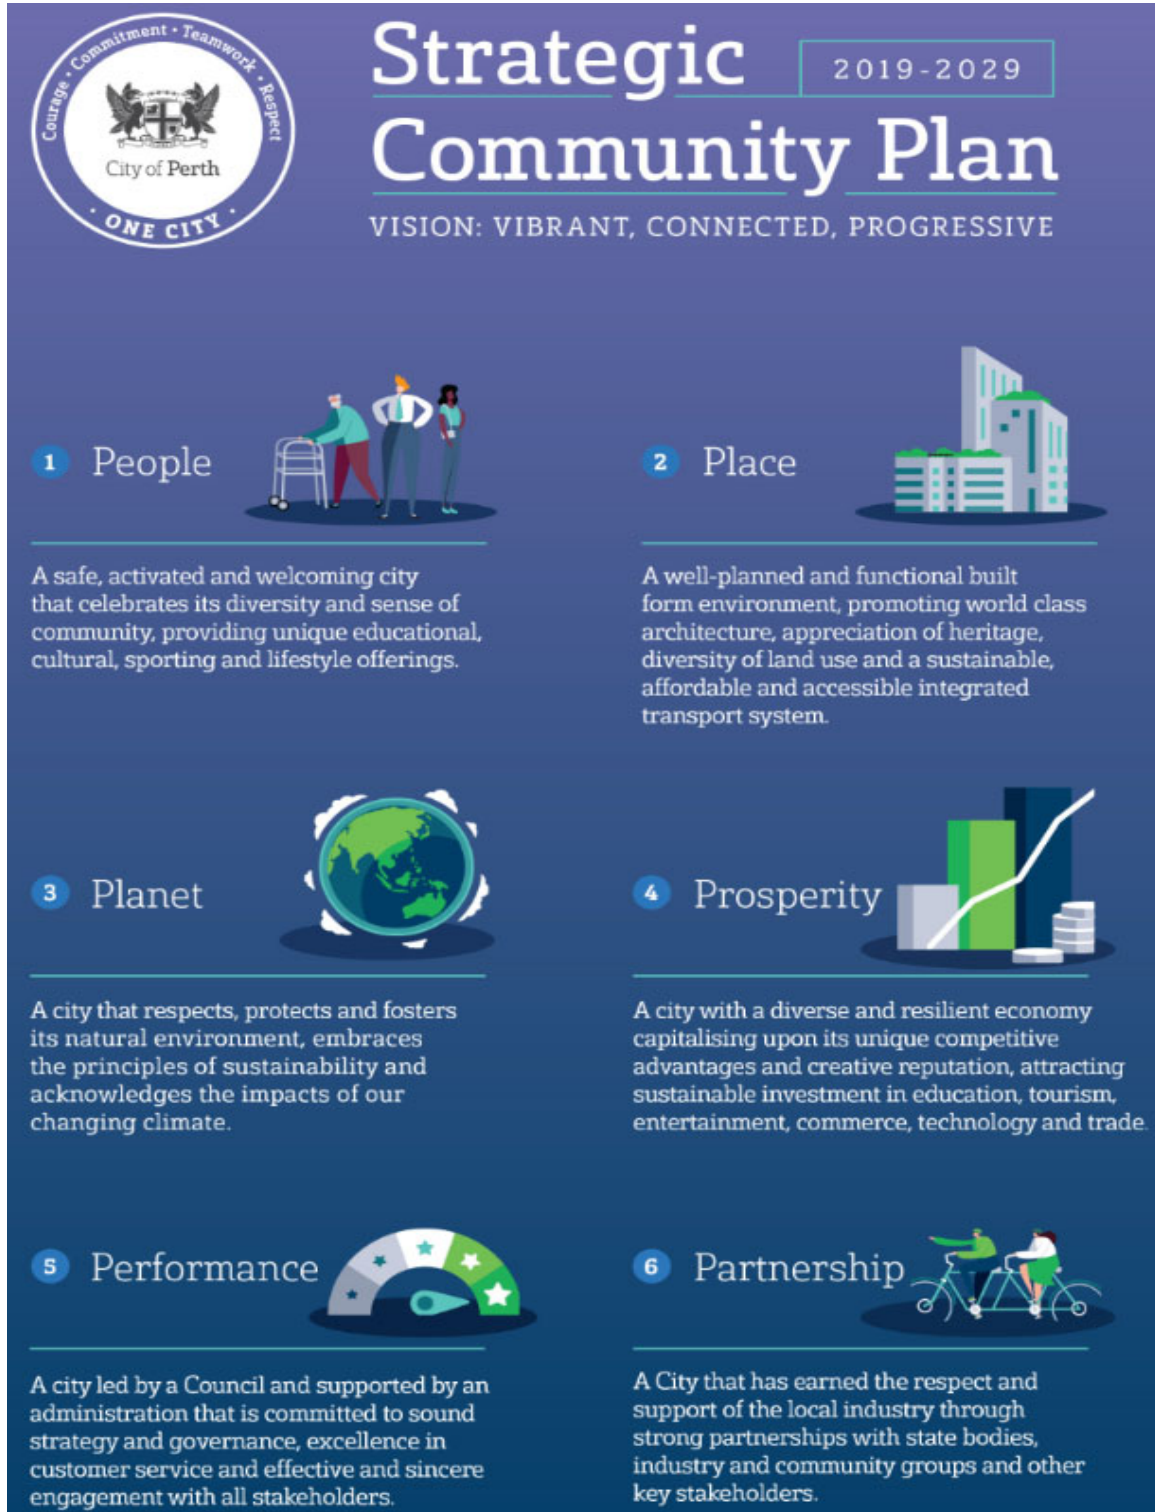 Courage • Commitment • Teamwork • Respect
City of Perth
• ONE CITY •
Strategic
2019-2029
Community Plan
VISION: VIBRANT, CONNECTED, PROGRESSIVE
1 People
A safe, activated and welcoming city
that celebrates its diversity and sense of
community, providing unique educational,
cultural, sporting and lifestyle offerings.
2 Place
A well-planned and functional built
form environment, promoting world class
architecture, appreciation of heritage,
diversity of land use and a sustainable,
affordable and accessible integrated
transport system.
3 Planet
A city that respects, protects and fosters
its natural environment, embraces
the principles of sustainability and
acknowledges the impacts of our
changing climate.
4 Prosperity
A city with a diverse and resilient economy
capitalising upon its unique competitive
advantages and creative reputation, attracting
sustainable investment in education, tourism,
entertainment, commerce, technology and trade.
5 Performance
A city led by a Council and supported by an
administration that is committed to sound
strategy and governance, excellence in
customer service and effective and sincere
engagement with all stakeholders.
6 Partnership
A City that has earned the respect and
support of the local industry through
strong partnerships with state bodies,
industry and community groups and other
key stakeholders.